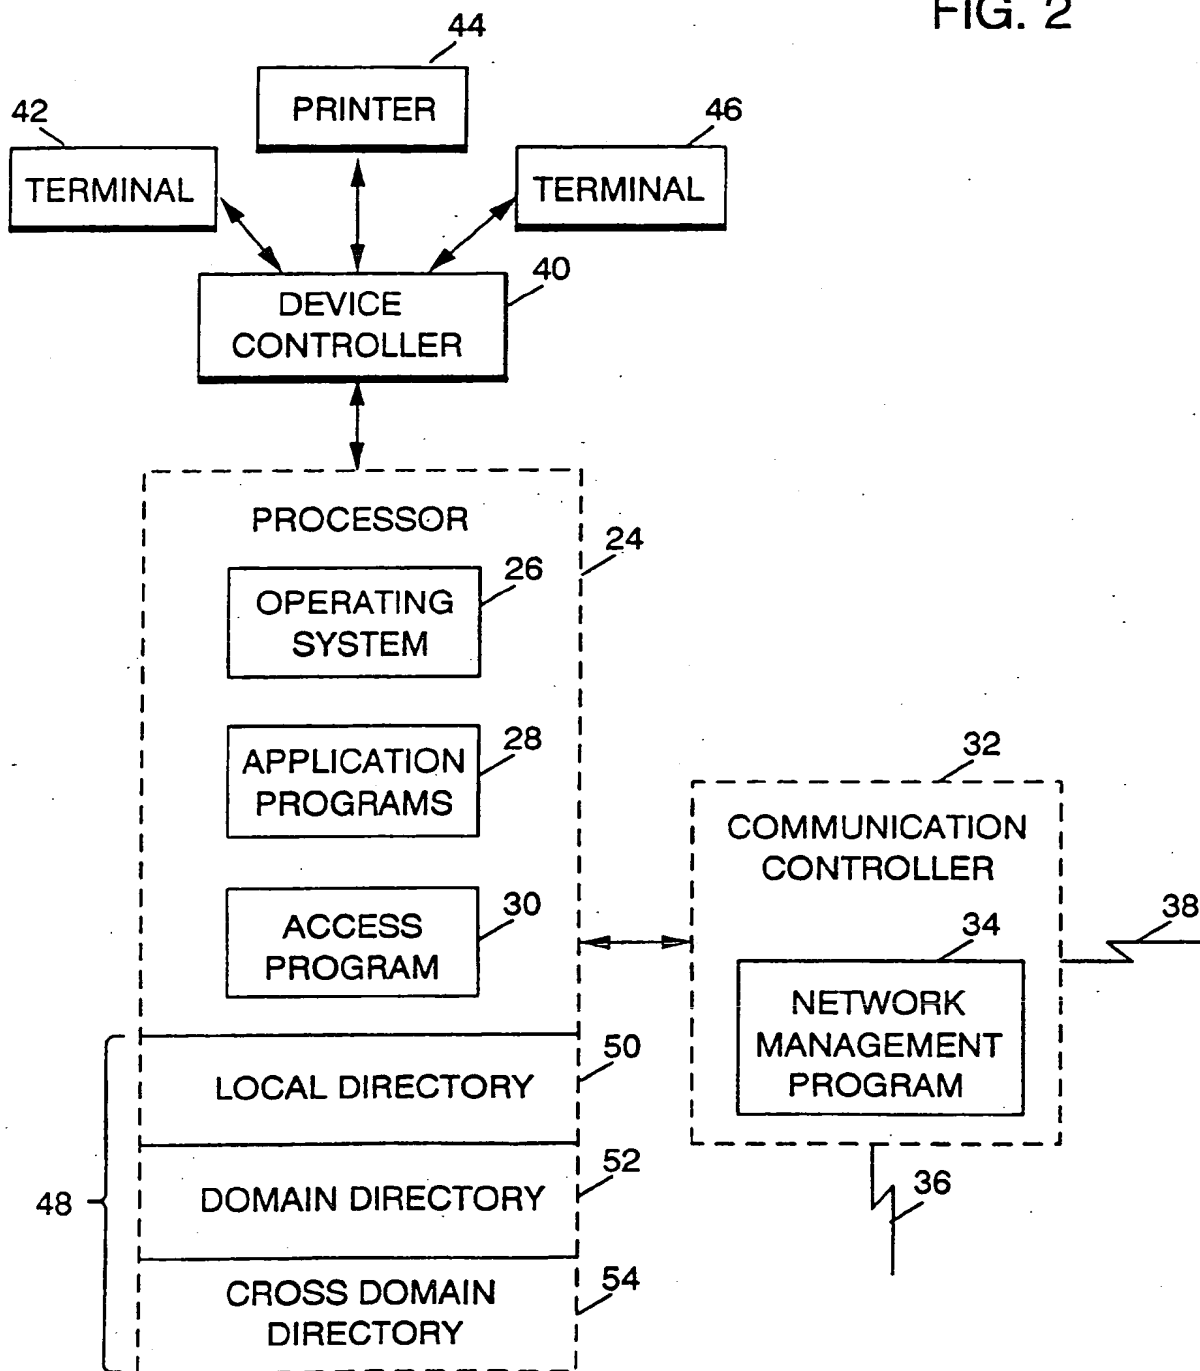 FIG. 2
44
PRINTER
42
TERMINAL
46
TERMINAL
40
DEVICE
CONTROLLER
PROCESSOR
24
26
OPERATING
SYSTEM
28
APPLICATION
PROGRAMS
30
ACCESS
PROGRAM
32
COMMUNICATION
CONTROLLER
34
NETWORK
MANAGEMENT
PROGRAM
38
36
48
50
LOCAL DIRECTORY
52
DOMAIN DIRECTORY
54
CROSS DOMAIN
DIRECTORY